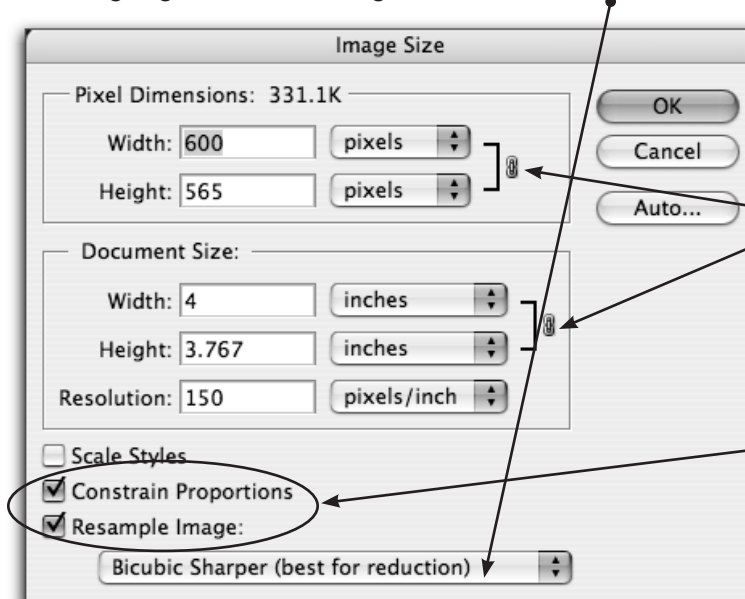 Image Size
Pixel Dimensions: 331.1K
Width: 600 pixels
Height: 565 pixels
OK
Cancel
Auto...
Document Size:
Width: 4 inches
Height: 3.767 inches
Resolution: 150 pixels/inch
Scale Styles
Constrain Proportions
Resample Image:
Bicubic Sharper (best for reduction)